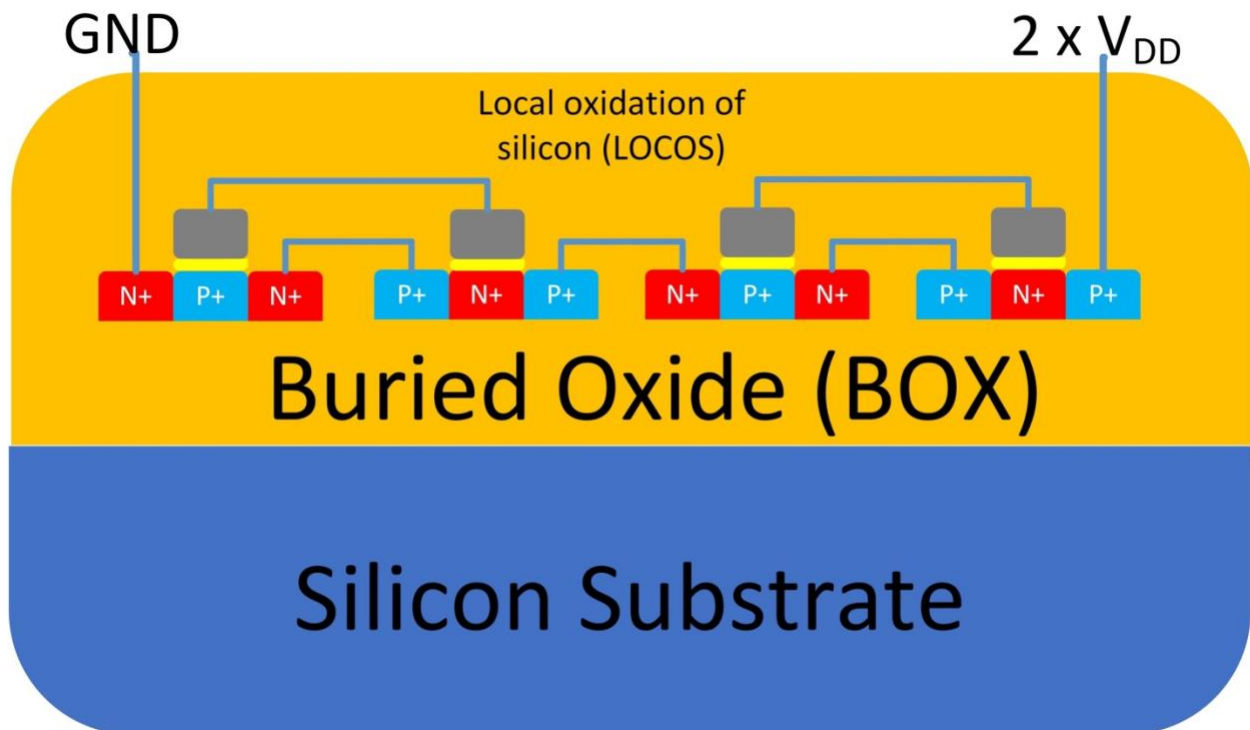 GND
2 x VDD
Local oxidation of
silicon (LOCOS)
N+ P+ N+ P+ N+ P+ N+ P+ N+ P+ N+ P+
Buried Oxide (BOX)
Silicon Substrate